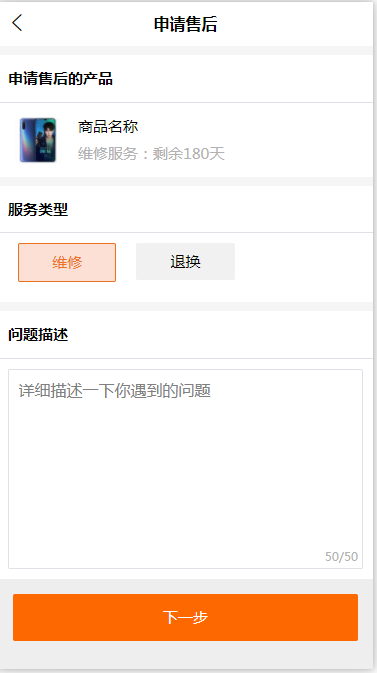 申请售后
申请售后的产品
商品名称
维修服务：剩余180天
服务类型
维修
退换
问题描述
详细描述一下你遇到的问题
50/50
下一步